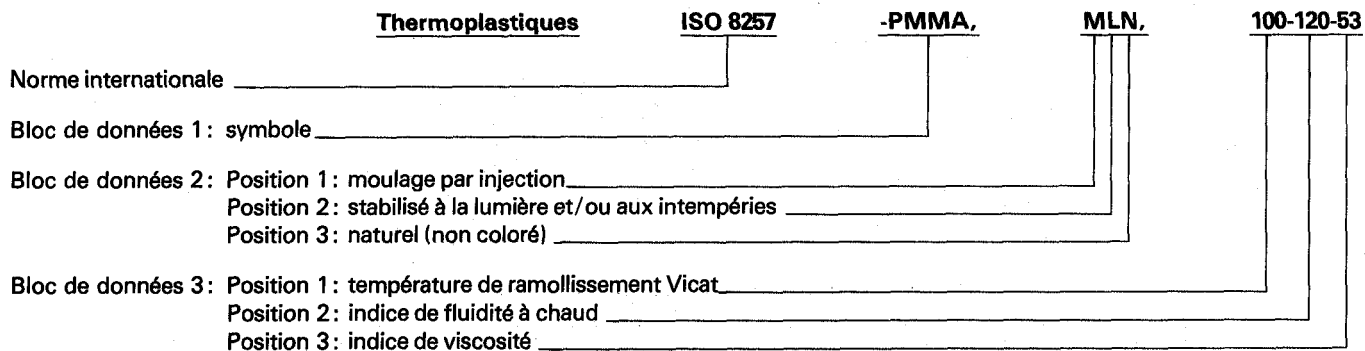 Thermoplastiques ISO 8257 -PMMA, MLN, 100-120-53
Norme internationale
Bloc de données 1: symbole
Bloc de données 2: Position 1: moulage par injection
Position 2: stabilisé à la lumière et/ou aux intempéries
Position 3: naturel (non coloré)
Bloc de données 3: Position 1: température de ramollissement Vicat
Position 2: indice de fluidité à chaud
Position 3: indice de viscosité